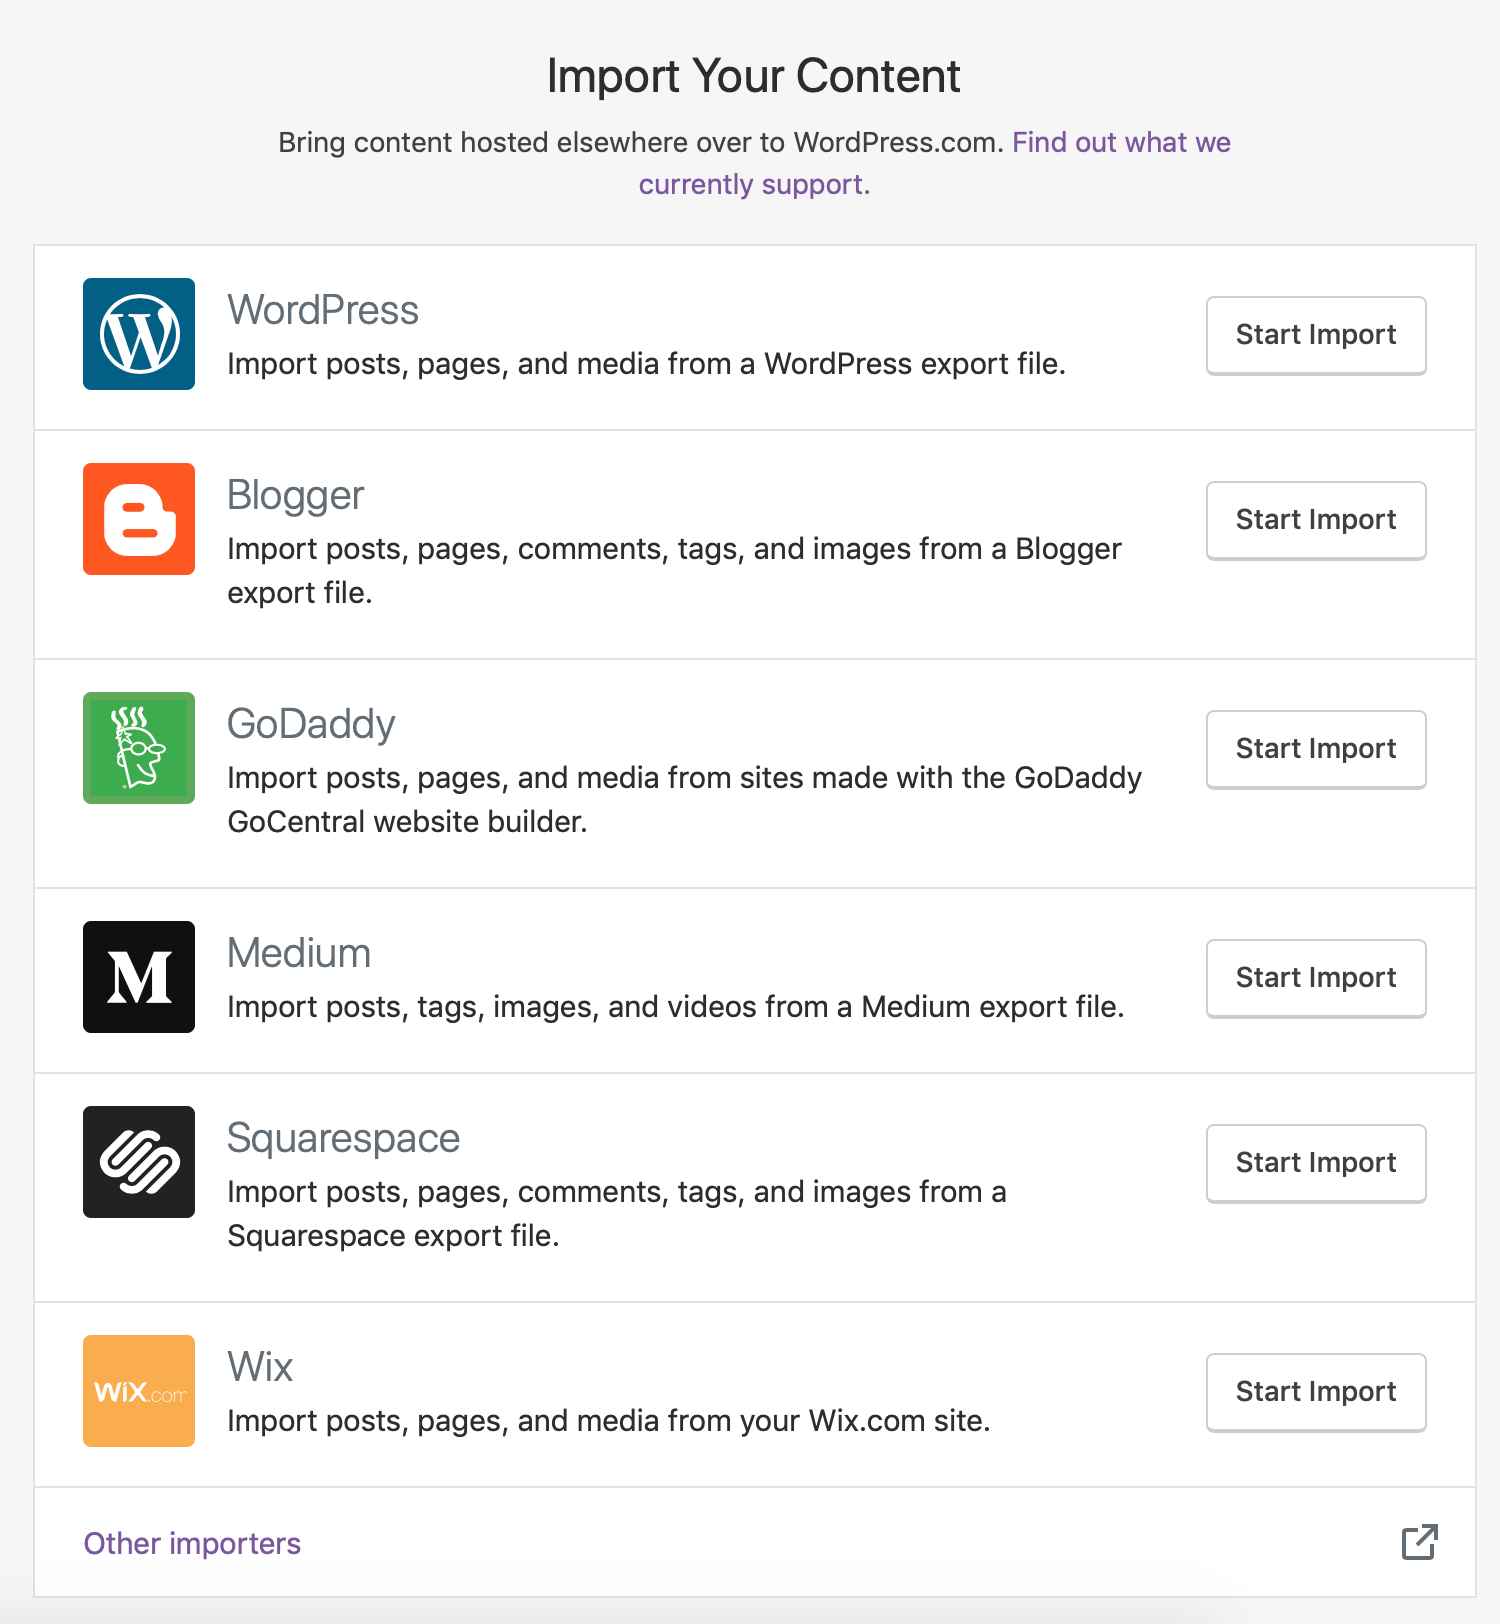 Import Your Content
Bring content hosted elsewhere over to WordPress.com. Find out what we
currently support.
WordPress
Import posts, pages, and media from a WordPress export file.
Start Import
Blogger
Import posts, pages, comments, tags, and images from a Blogger
export file.
Start Import
GoDaddy
Import posts, pages, and media from sites made with the GoDaddy
GoCentral website builder.
Start Import
M
Medium
Import posts, tags, images, and videos from a Medium export file.
Start Import
Squarespace
Import posts, pages, comments, tags, and images from a
Squarespace export file.
Start Import
WiX.com
Wix
Import posts, pages, and media from your Wix.com site.
Start Import
Other importers